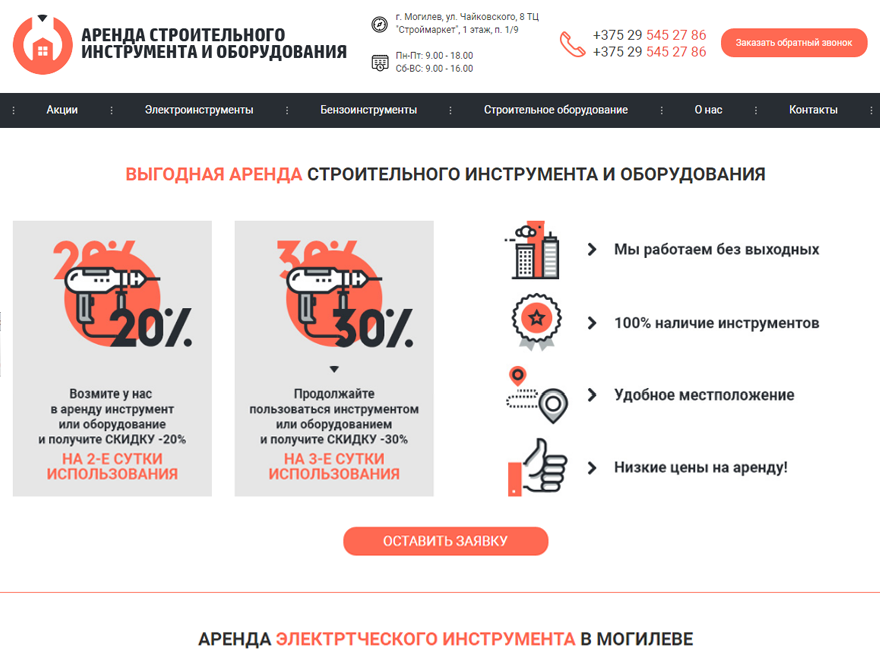 АРЕНДА СТРОИТЕЛЬНОГО
ИНСТРУМЕНТА И ОБОРУДОВАНИЯ
г. Могилев, ул. Чайковского, 8 ТЦ
"Строймаркет", 1 этаж, п. 1/9
Пн-Пт: 9.00 - 18.00
Сб-ВС: 9.00 - 16.00
+375 29 545 27 86
+375 29 545 27 86
Заказать обратный звонок
Акции
Электроинструменты
Бензоинструменты
Строительное оборудование
О нас
Контакты
ВЫГОДНАЯ АРЕНДА СТРОИТЕЛЬНОГО ИНСТРУМЕНТА И ОБОРУДОВАНИЯ
20%
20%
Возмите у нас
в аренду инструмент
или оборудование
и получите СКИДКУ -20%
НА 2-Е СУТКИ
ИСПОЛЬЗОВАНИЯ
30%
30%
Продолжайте
пользоваться инструментом
или оборудованием
и получите СКИДКУ -30%
НА 3-Е СУТКИ
ИСПОЛЬЗОВАНИЯ
Мы работаем без выходных
100% наличие инструментов
Удобное местположение
Низкие цены на аренду!
ОСТАВИТЬ ЗАЯВКУ
АРЕНДА ЭЛЕКТРТЧЕСКОГО ИНСТРУМЕНТА В МОГИЛЕВЕ